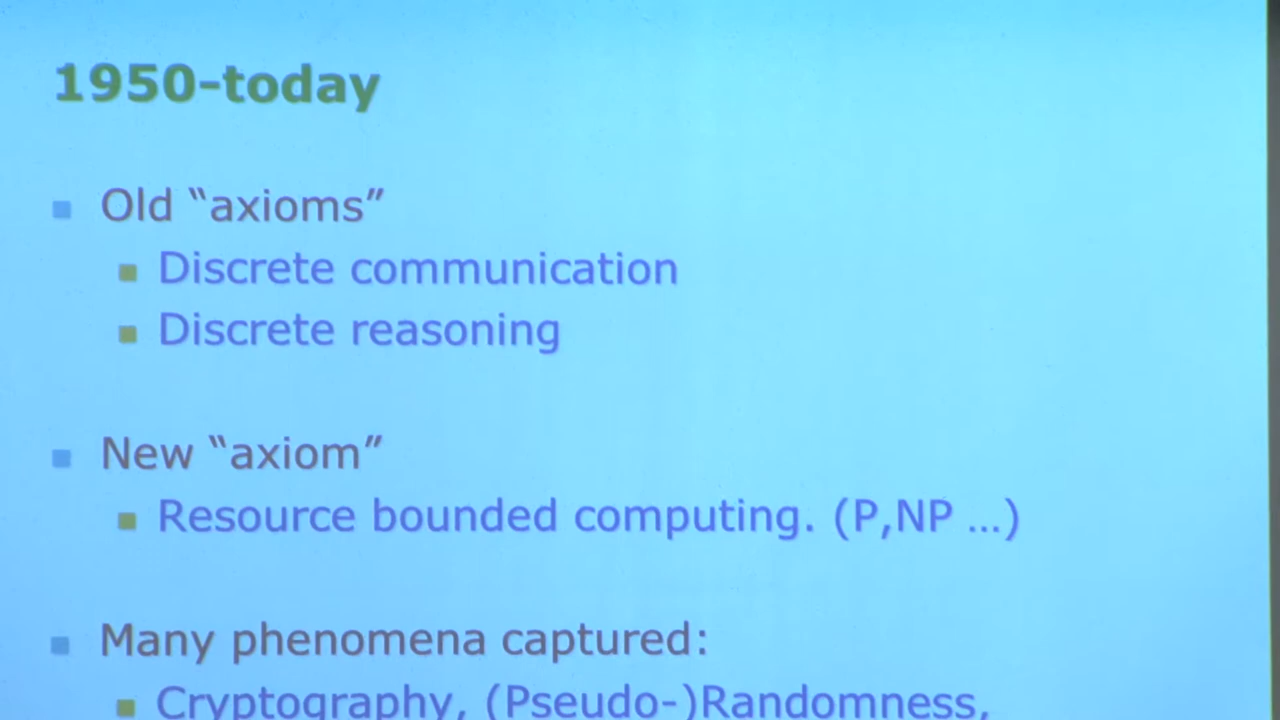 1950-today
Old “axioms”
Discrete communication
Discrete reasoning
New “axiom”
Resource bounded computing. (P,NP …)
Many phenomena captured:
Cryptography, (Pseudo-)Randomness,